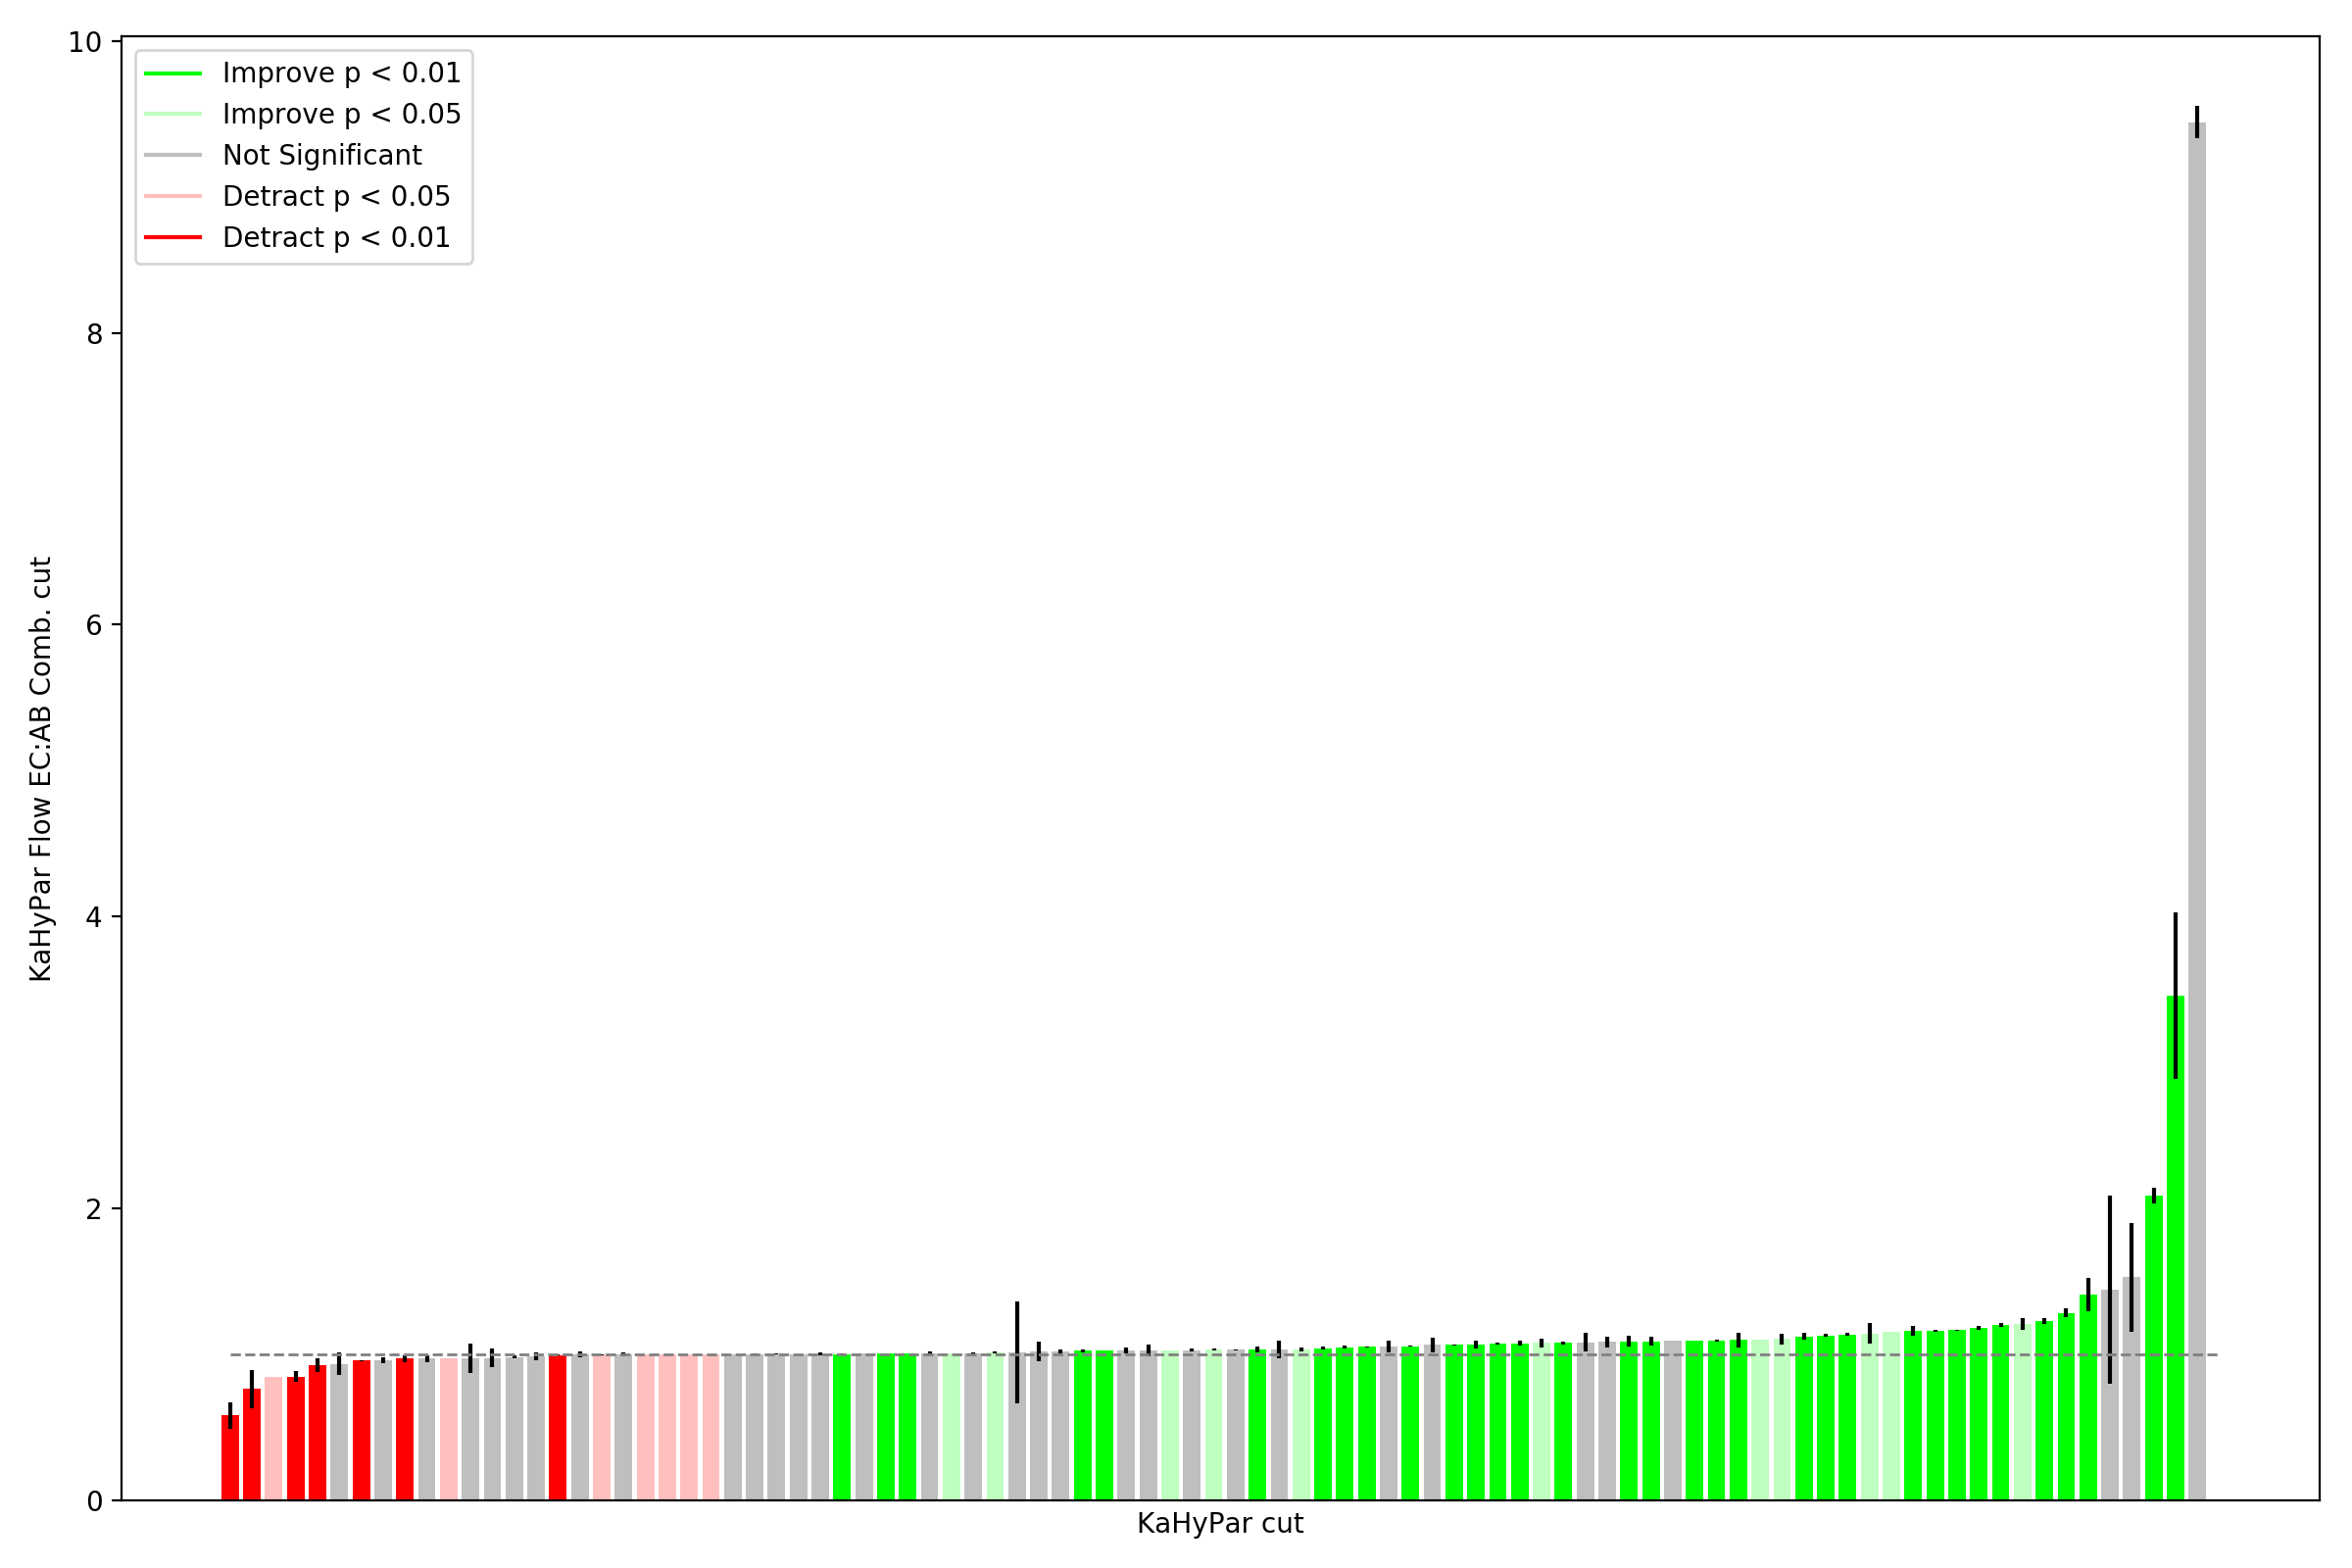 10
8
6
4
2
0
Improve p < 0.01
Improve p < 0.05
Not Significant
Detract p < 0.05
Detract p < 0.01
KaHyPar Flow EC:AB Comb. cut
KaHyPar cut